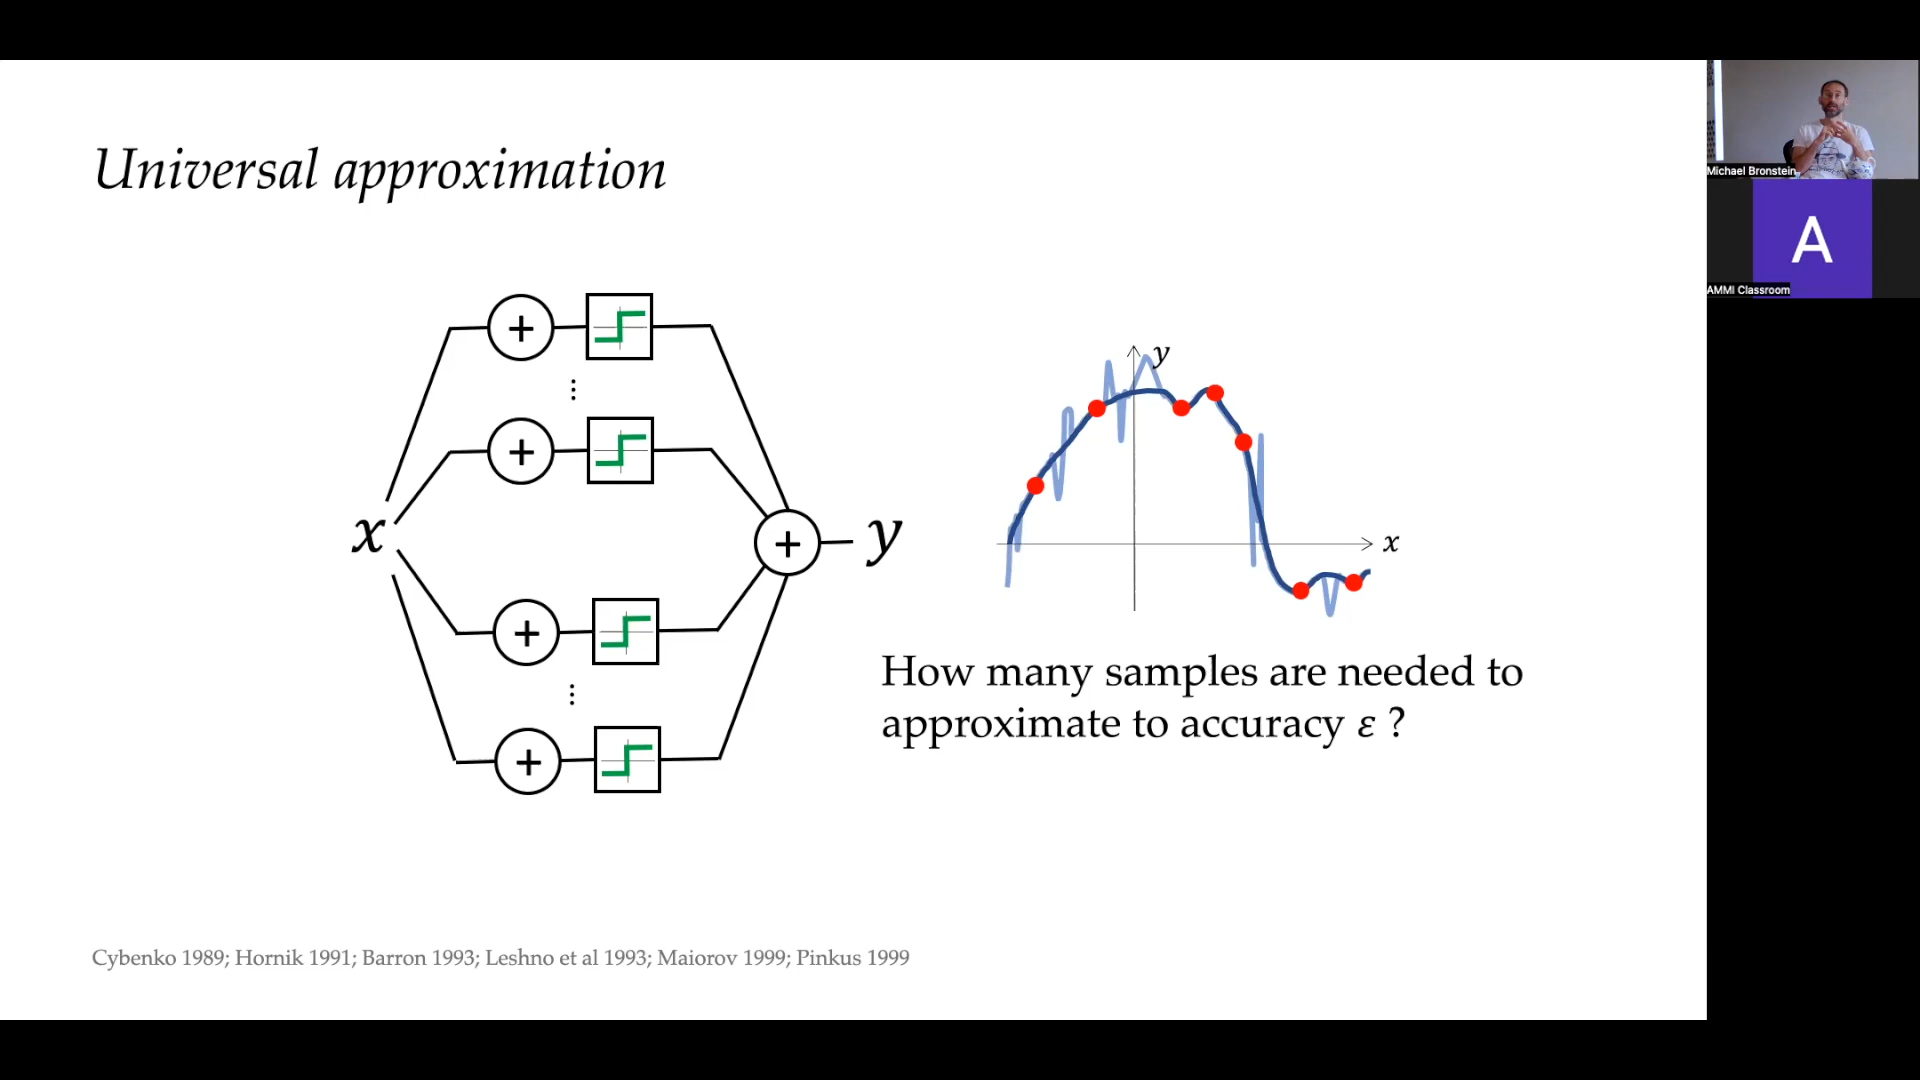 Universal approximation
+
+
x
+
y
+
+
y
x
How many samples are needed to
approximate to accuracy ε ?
Cybenko 1989; Hornik 1991; Barron 1993; Leshno et al 1993; Maiorov 1999; Pinkus 1999
Michael Bronstein
A
AMMI Classroom